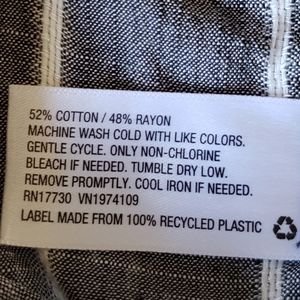 52% COTTON / 48% RAYON
MACHINE WASH COLD WITH LIKE COLORS.
GENTLE CYCLE. ONLY NON-CHLORINE
BLEACH IF NEEDED. TUMBLE DRY LOW.
REMOVE PROMPTLY. COOL IRON IF NEEDED.
RN17730 VN1974109
LABEL MADE FROM 100% RECYCLED PLASTIC